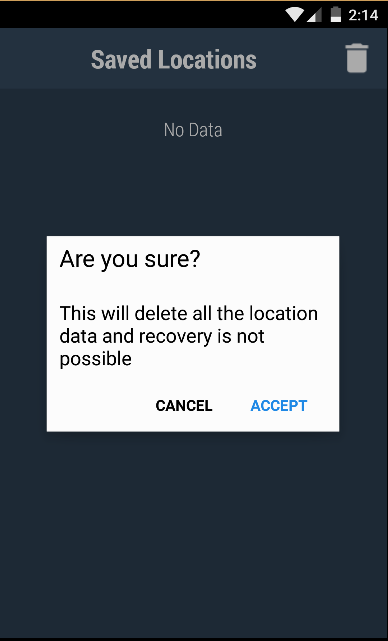 2:14
Saved Locations
No Data
Are you sure?
This will delete all the location
data and recovery is not
possible
CANCEL ACCEPT